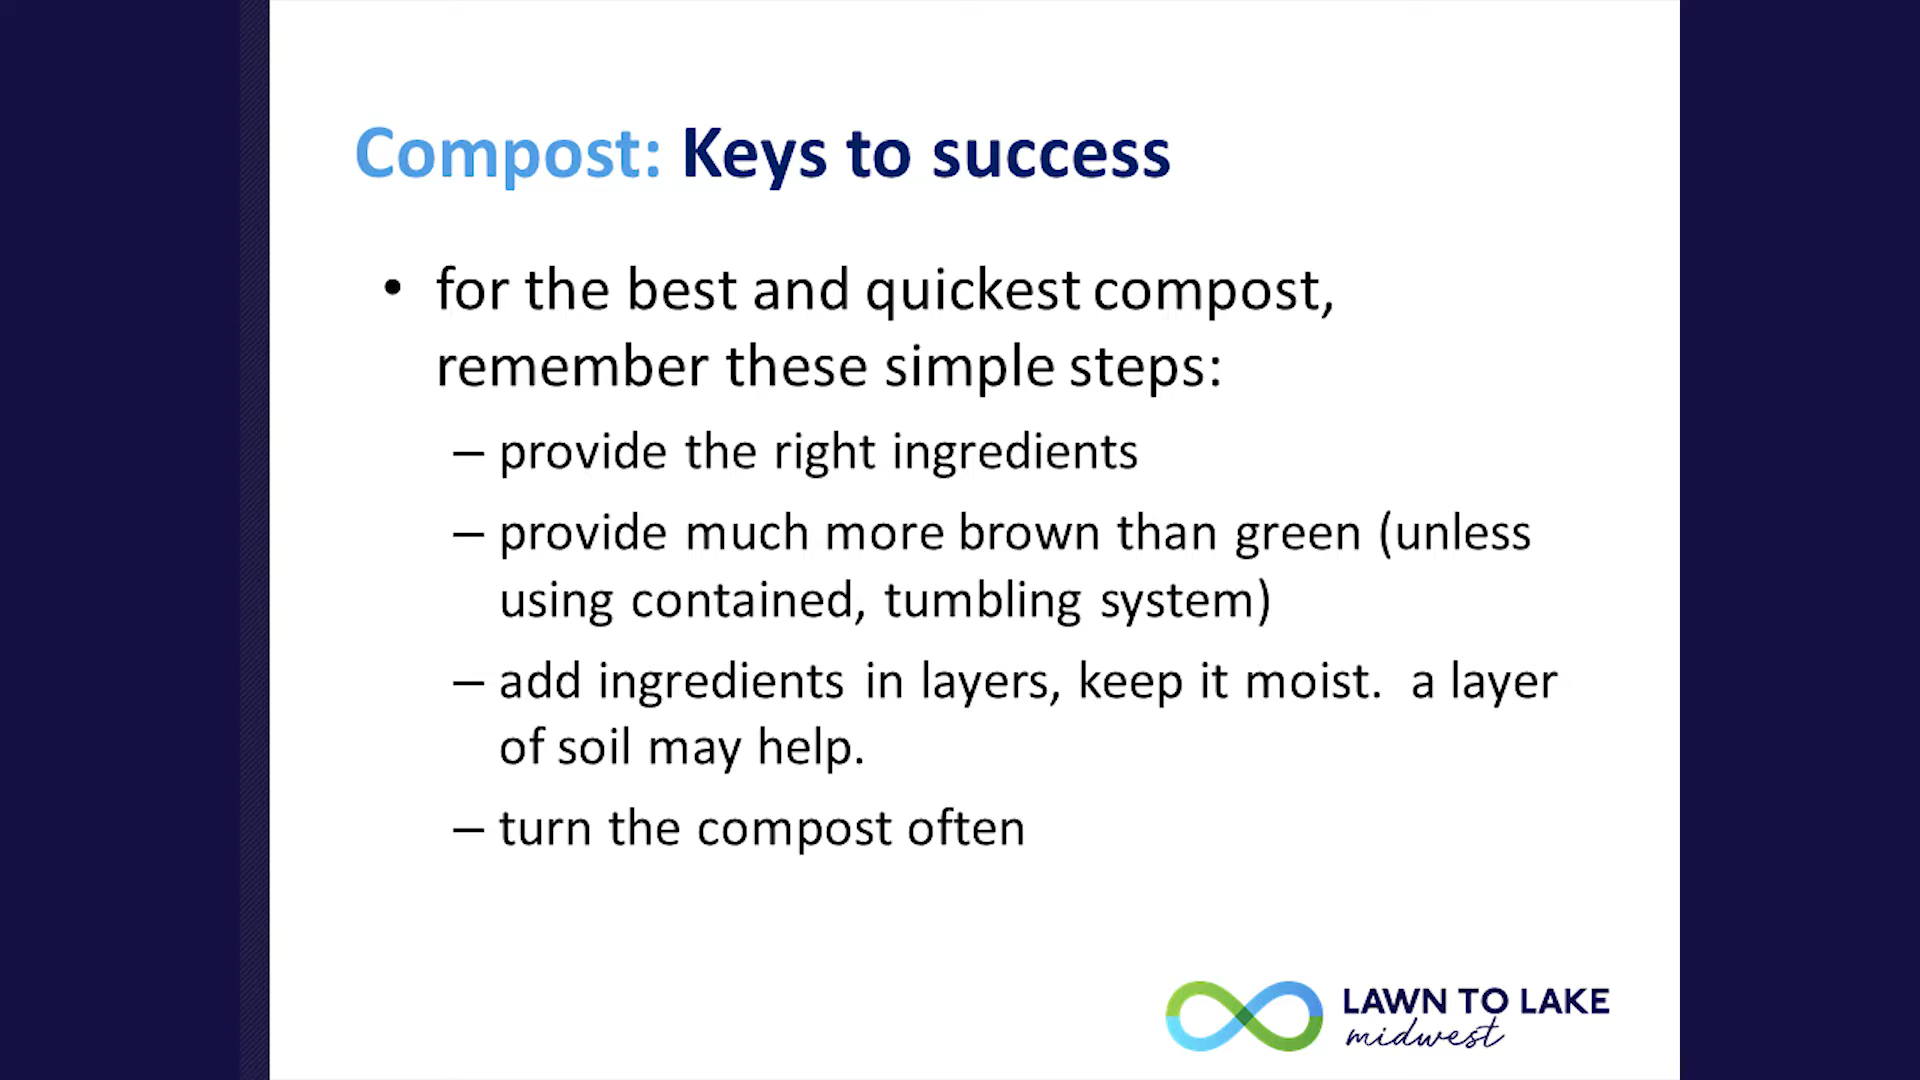 Compost: Keys to success
• for the best and quickest compost,
remember these simple steps:
– provide the right ingredients
– provide much more brown than green (unless
using contained, tumbling system)
– add ingredients in layers, keep it moist.  a layer
of soil may help.
– turn the compost often
LAWN TO LAKE
midwest